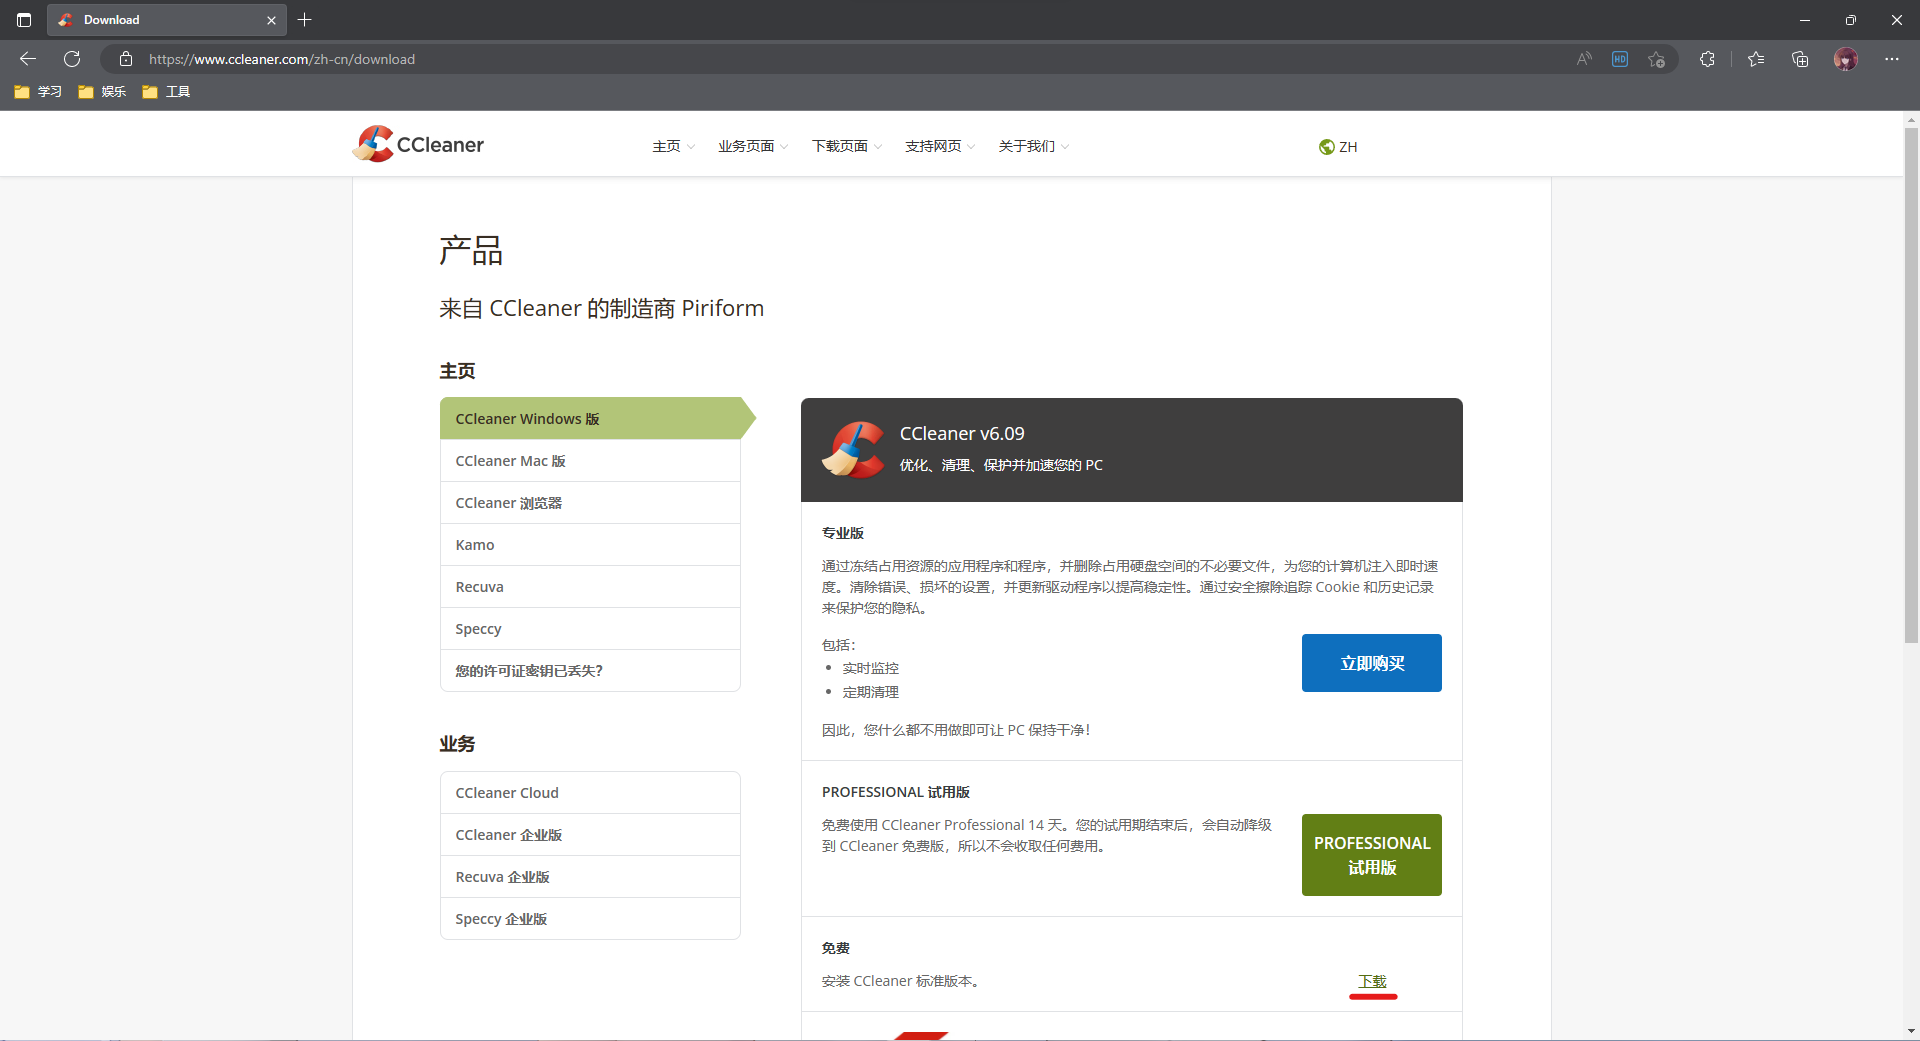 Download
https://www.ccleaner.com/zh-cn/download
HD
学习
娱乐
工具
CCleaner
主页
业务页面
下载页面
支持网页
关于我们
ZH
产品
来自 CCleaner 的制造商 Piriform
主页
CCleaner Windows 版
CCleaner Mac 版
CCleaner 浏览器
Kamo
Recuva
Speccy
您的许可证密钥已丢失?
业务
CCleaner Cloud
CCleaner 企业版
Recuva 企业版
Speccy 企业版
CCleaner v6.09
优化、清理、保护并加速您的 PC
专业版
通过冻结占用资源的应用程序和程序，并删除占用硬盘空间的不必要文件，为您的计算机注入即时速
度。清除错误、损坏的设置，并更新驱动程序以提高稳定性。通过安全擦除追踪 Cookie 和历史记录
来保护您的隐私。
包括：
• 实时监控
• 定期清理
立即购买
因此，您什么都不用做即可让 PC 保持干净！
PROFESSIONAL 试用版
免费使用 CCleaner Professional 14 天。您的试用期结束后，会自动降级
到 CCleaner 免费版，所以不会收取任何费用。
PROFESSIONAL
试用版
免费
安装 CCleaner 标准版本。
下载